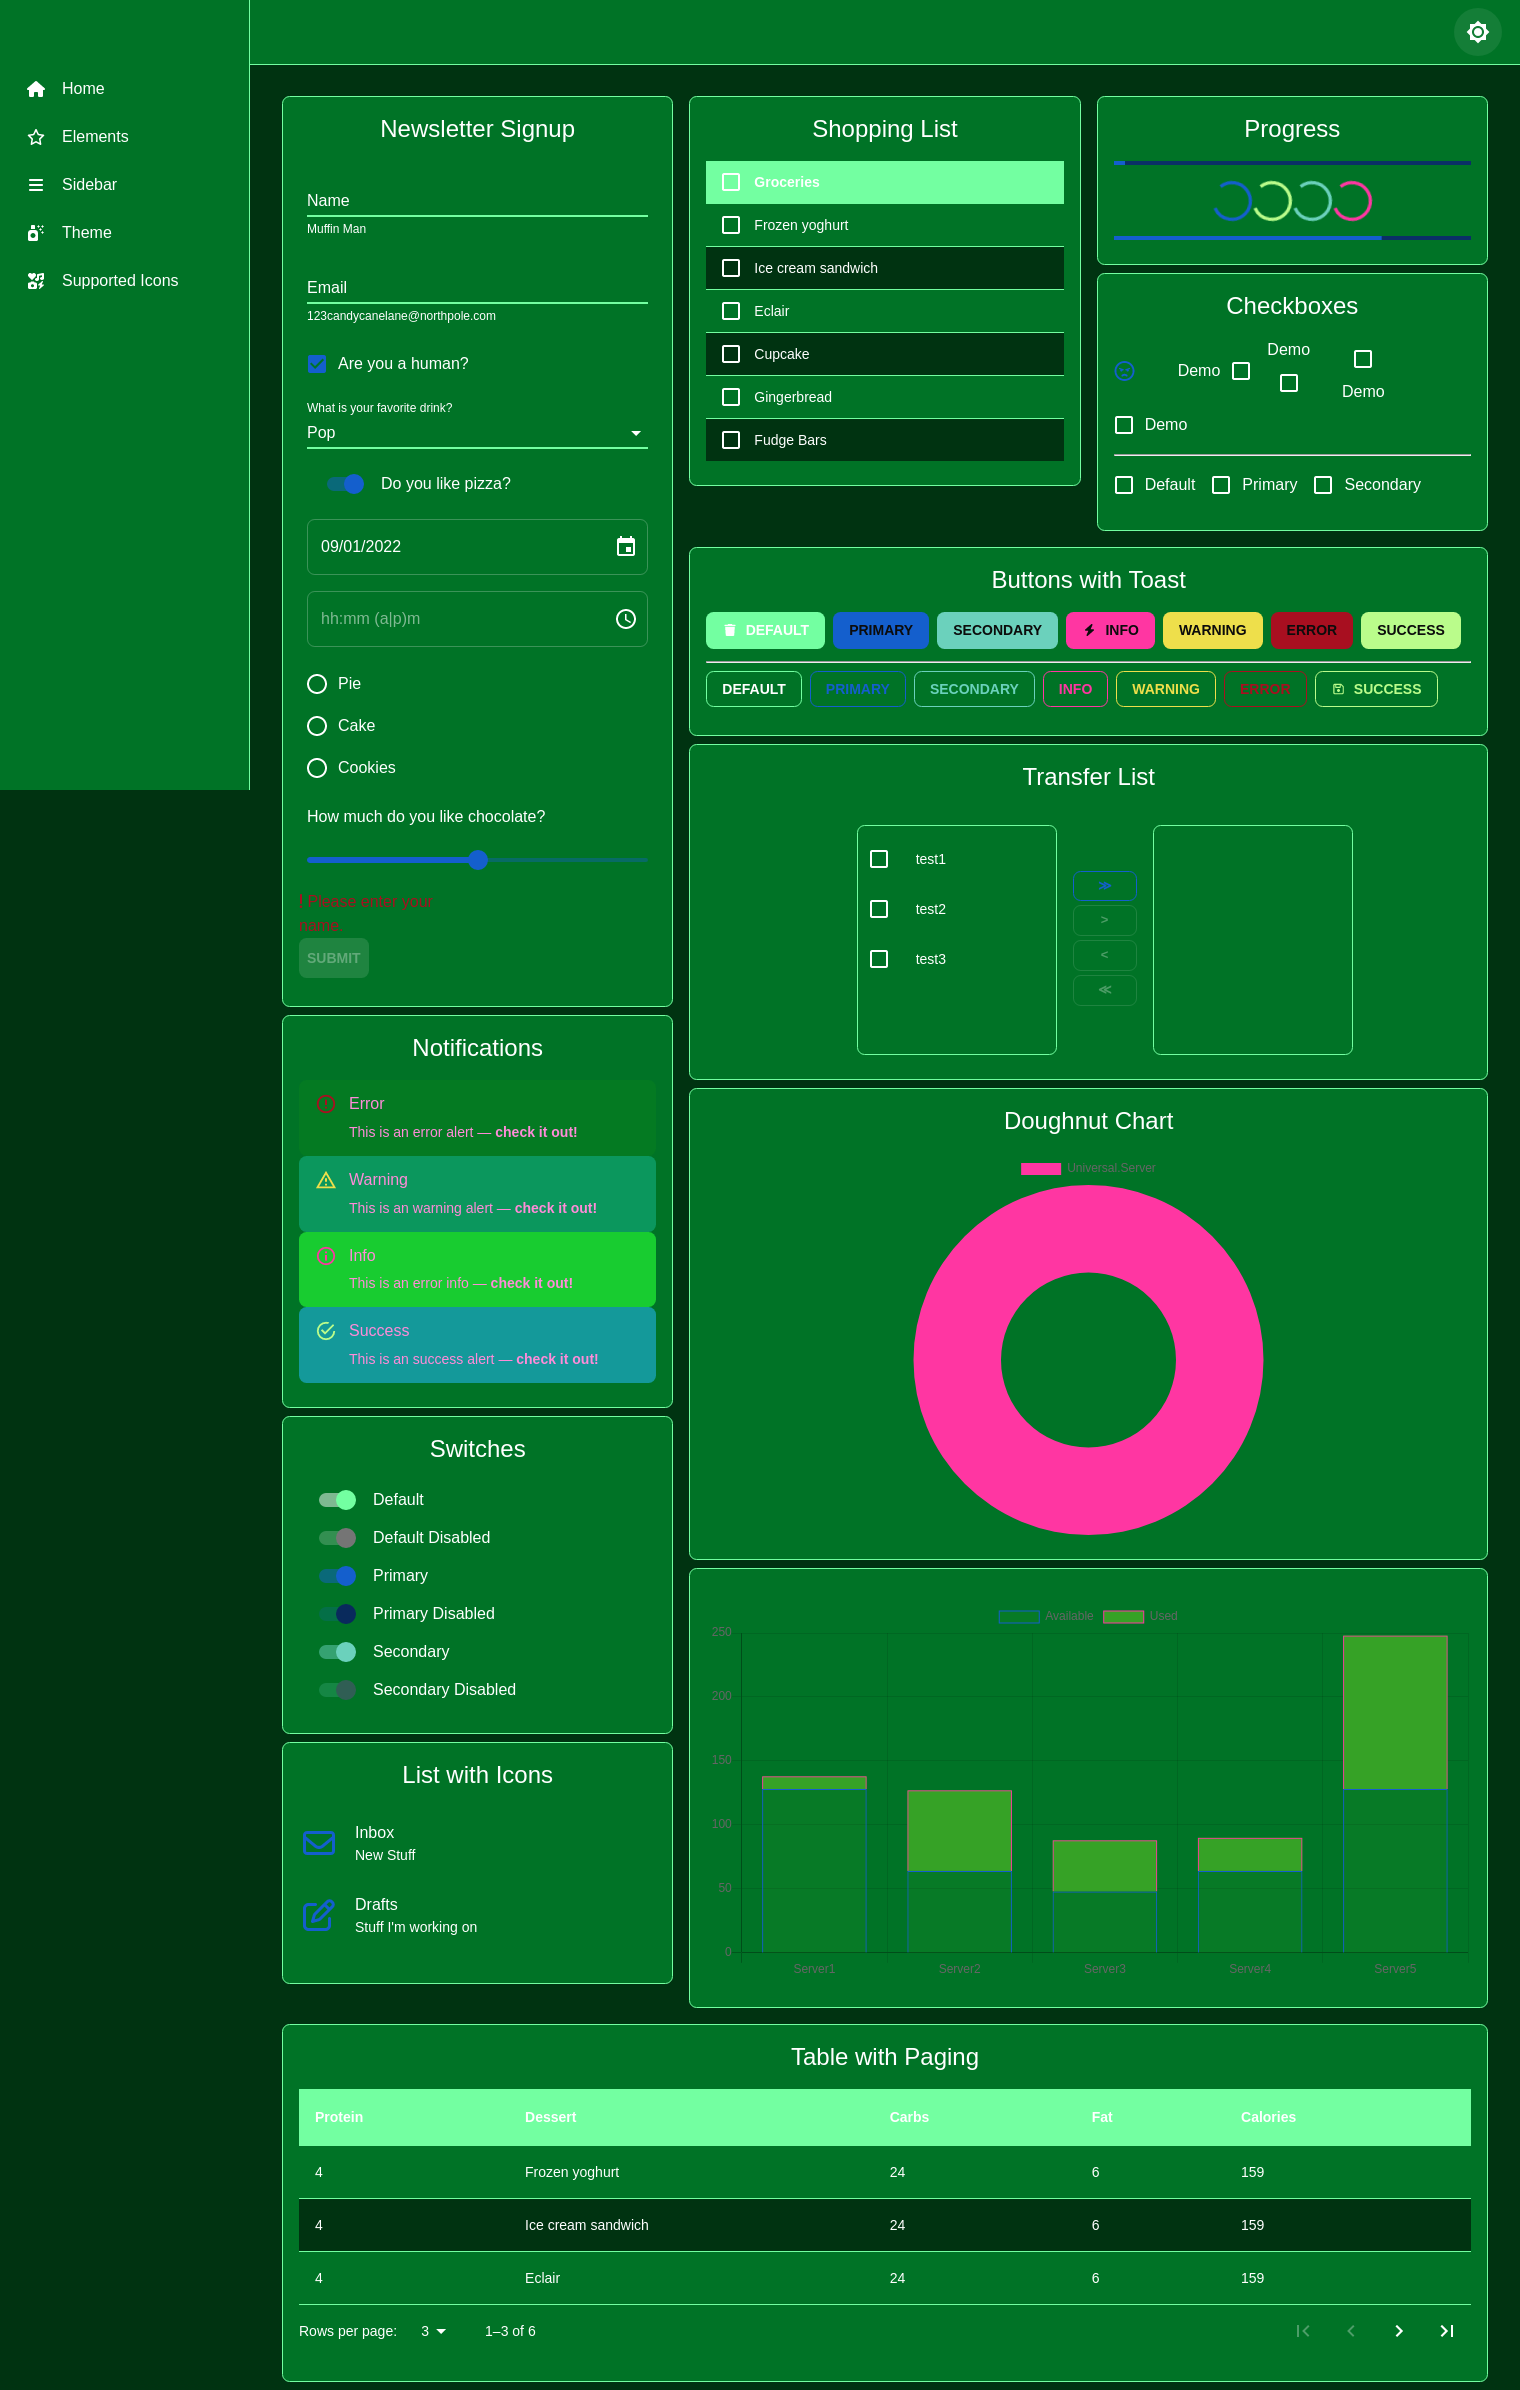 Home
Elements
Sidebar
Theme
Supported Icons
Newsletter Signup
Name
Muffin Man
Email
123candycanelane@northpole.com
Are you a human?
What is your favorite drink?
Pop
Do you like pizza?
09/01/2022
hh:mm (a|p)m
Pie
Cake
Cookies
How much do you like chocolate?
! Please enter your
name.
SUBMIT
Notifications
Error
This is an error alert — check it out!
Warning
This is an warning alert — check it out!
Info
This is an error info — check it out!
Success
This is an success alert — check it out!
Switches
Default
Default Disabled
Primary
Primary Disabled
Secondary
Secondary Disabled
List with Icons
Inbox
New Stuff
Drafts
Stuff I'm working on
Shopping List
Groceries
Frozen yoghurt
Ice cream sandwich
Eclair
Cupcake
Gingerbread
Fudge Bars
Progress
Checkboxes
Demo
Demo
Demo
Demo
Default Primary Secondary
Buttons with Toast
DEFAULT PRIMARY SECONDARY INFO WARNING ERROR SUCCESS
DEFAULT PRIMARY SECONDARY INFO WARNING ERROR SUCCESS
Transfer List
test1
test2
test3
≫
>
<
≪
Doughnut Chart
Universal.Server
Available Used
250
200
150
100
50
0
Server1 Server2 Server3 Server4 Server5
Table with Paging
Protein Dessert Carbs Fat Calories
4 Frozen yoghurt 24 6 159
4 Ice cream sandwich 24 6 159
4 Eclair 24 6 159
Rows per page: 3 1–3 of 6